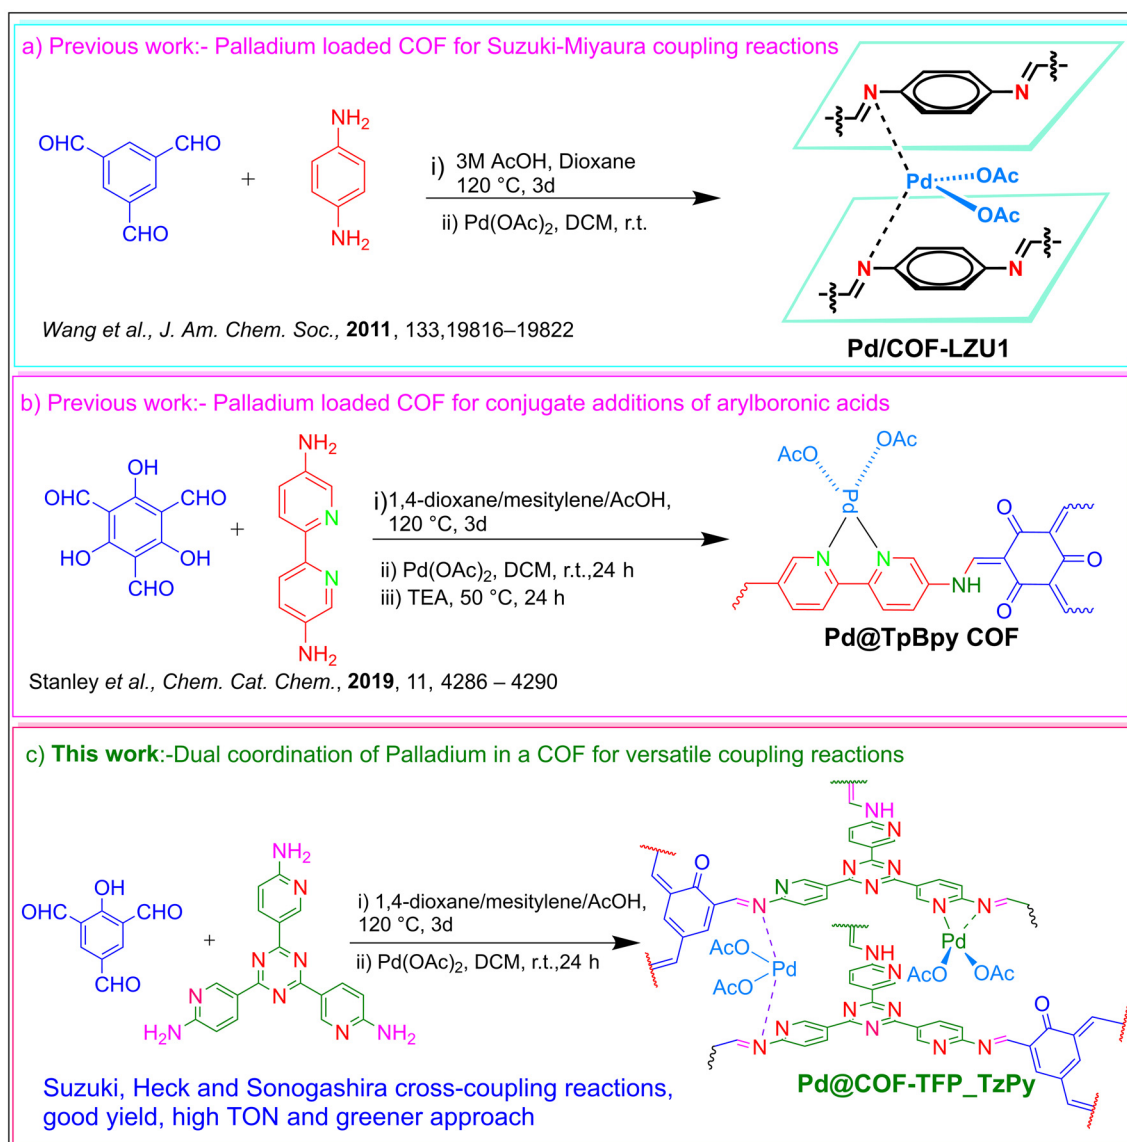 a) Previous work:- Palladium loaded COF for Suzuki-Miyaura coupling reactions
OHC
CHO
CHO
+
NH2
NH2
i) 3M AcOH, Dioxane
120 °C, 3d
ii) Pd(OAc)2, DCM, r.t.
N
N
Pd
OAc
OAc
N
N
Pd/COF-LZU1
Wang et al., J. Am. Chem. Soc., 2011, 133,19816–19822
b) Previous work:- Palladium loaded COF for conjugate additions of arylboronic acids
OH
OHC
CHO
HO
OH
CHO
+
NH2
N
N
NH2
i)1,4-dioxane/mesitylene/AcOH,
120 °C, 3d
ii) Pd(OAc)2, DCM, r.t.,24 h
iii) TEA, 50 °C, 24 h
AcO
OAc
Pd
N
N
NH
O
O
O
Pd@TpBpy COF
Stanley et al., Chem. Cat. Chem., 2019, 11, 4286 – 4290
c) This work:-Dual coordination of Palladium in a COF for versatile coupling reactions
OH
OHC
CHO
CHO
+
NH2
N
N
N
N
N
H2N
N
NH2
i) 1,4-dioxane/mesitylene/AcOH,
120 °C, 3d
ii) Pd(OAc)2, DCM, r.t.,24 h
NH
N
O
N
N
N
N
N
N
N
AcO
Pd
AcO
Pd
AcO
OAc
NH
N
N
N
N
N
N
N
N
O
Pd@COF-TFP_TzPy
Suzuki, Heck and Sonogashira cross-coupling reactions,
good yield, high TON and greener approach